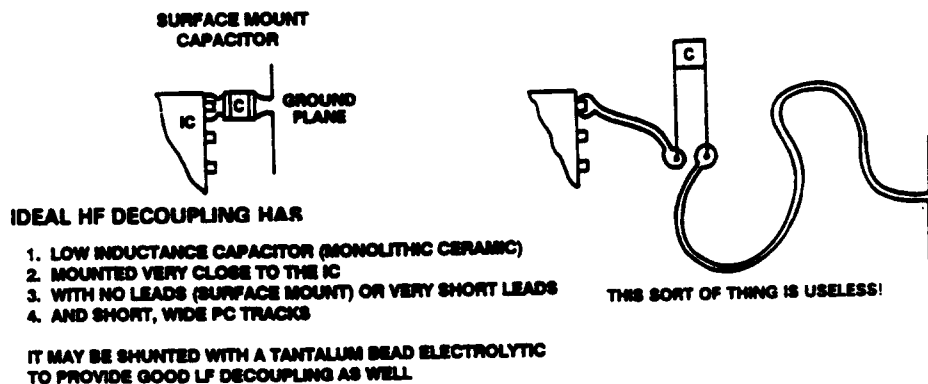 SURFACE MOUNT
CAPACITOR
C
IC
C
GROUND
PLANE
IDEAL HF DECOUPLING HAS
1. LOW INDUCTANCE CAPACITOR (MONOLITHIC CERAMIC)
2. MOUNTED VERY CLOSE TO THE IC
3. WITH NO LEADS (SURFACE MOUNT) OR VERY SHORT LEADS
4. AND SHORT, WIDE PC TRACKS
THIS SORT OF THING IS USELESS!
IT MAY BE SHUNTED WITH A TANTALUM BEAD ELECTROLYTIC
TO PROVIDE GOOD LF DECOUPLING AS WELL